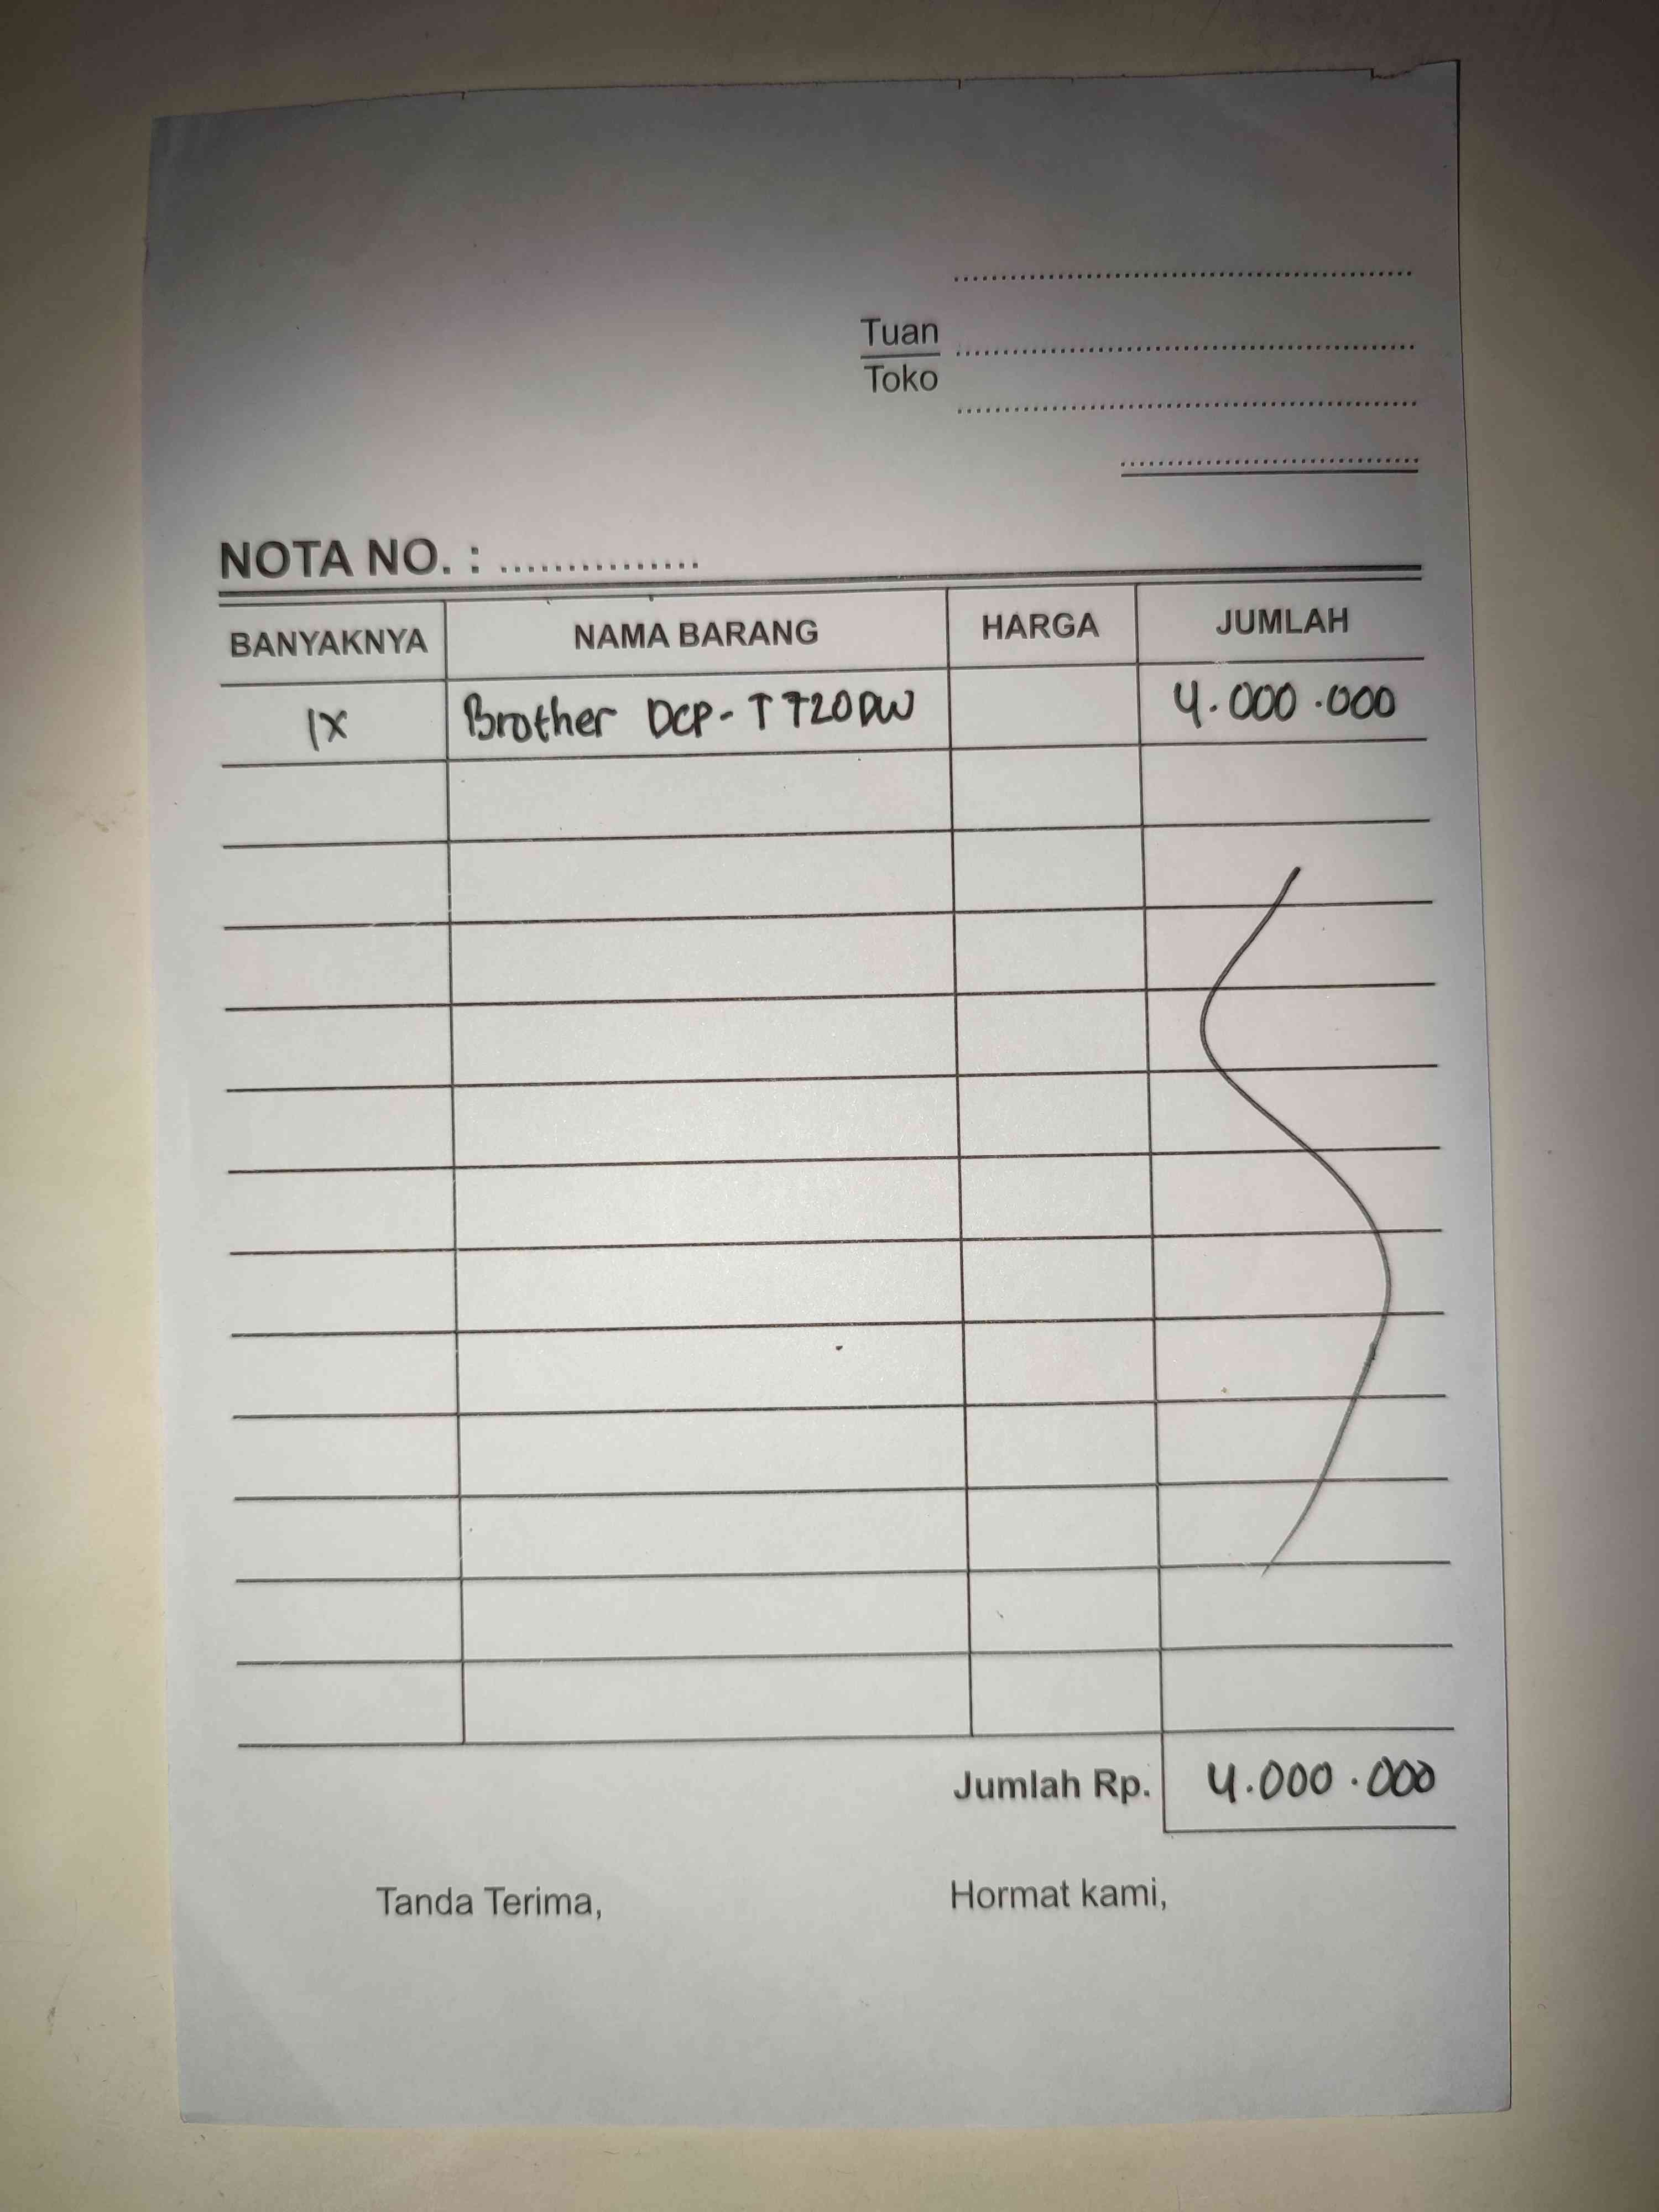 Tuan
Toko
NOTA NO. : ...............
BANYAKNYA NAMA BARANG HARGA JUMLAH
1X Brother DCP-T720DW 4.000.000
Jumlah Rp. 4.000.000
Tanda Terima, Hormat kami,